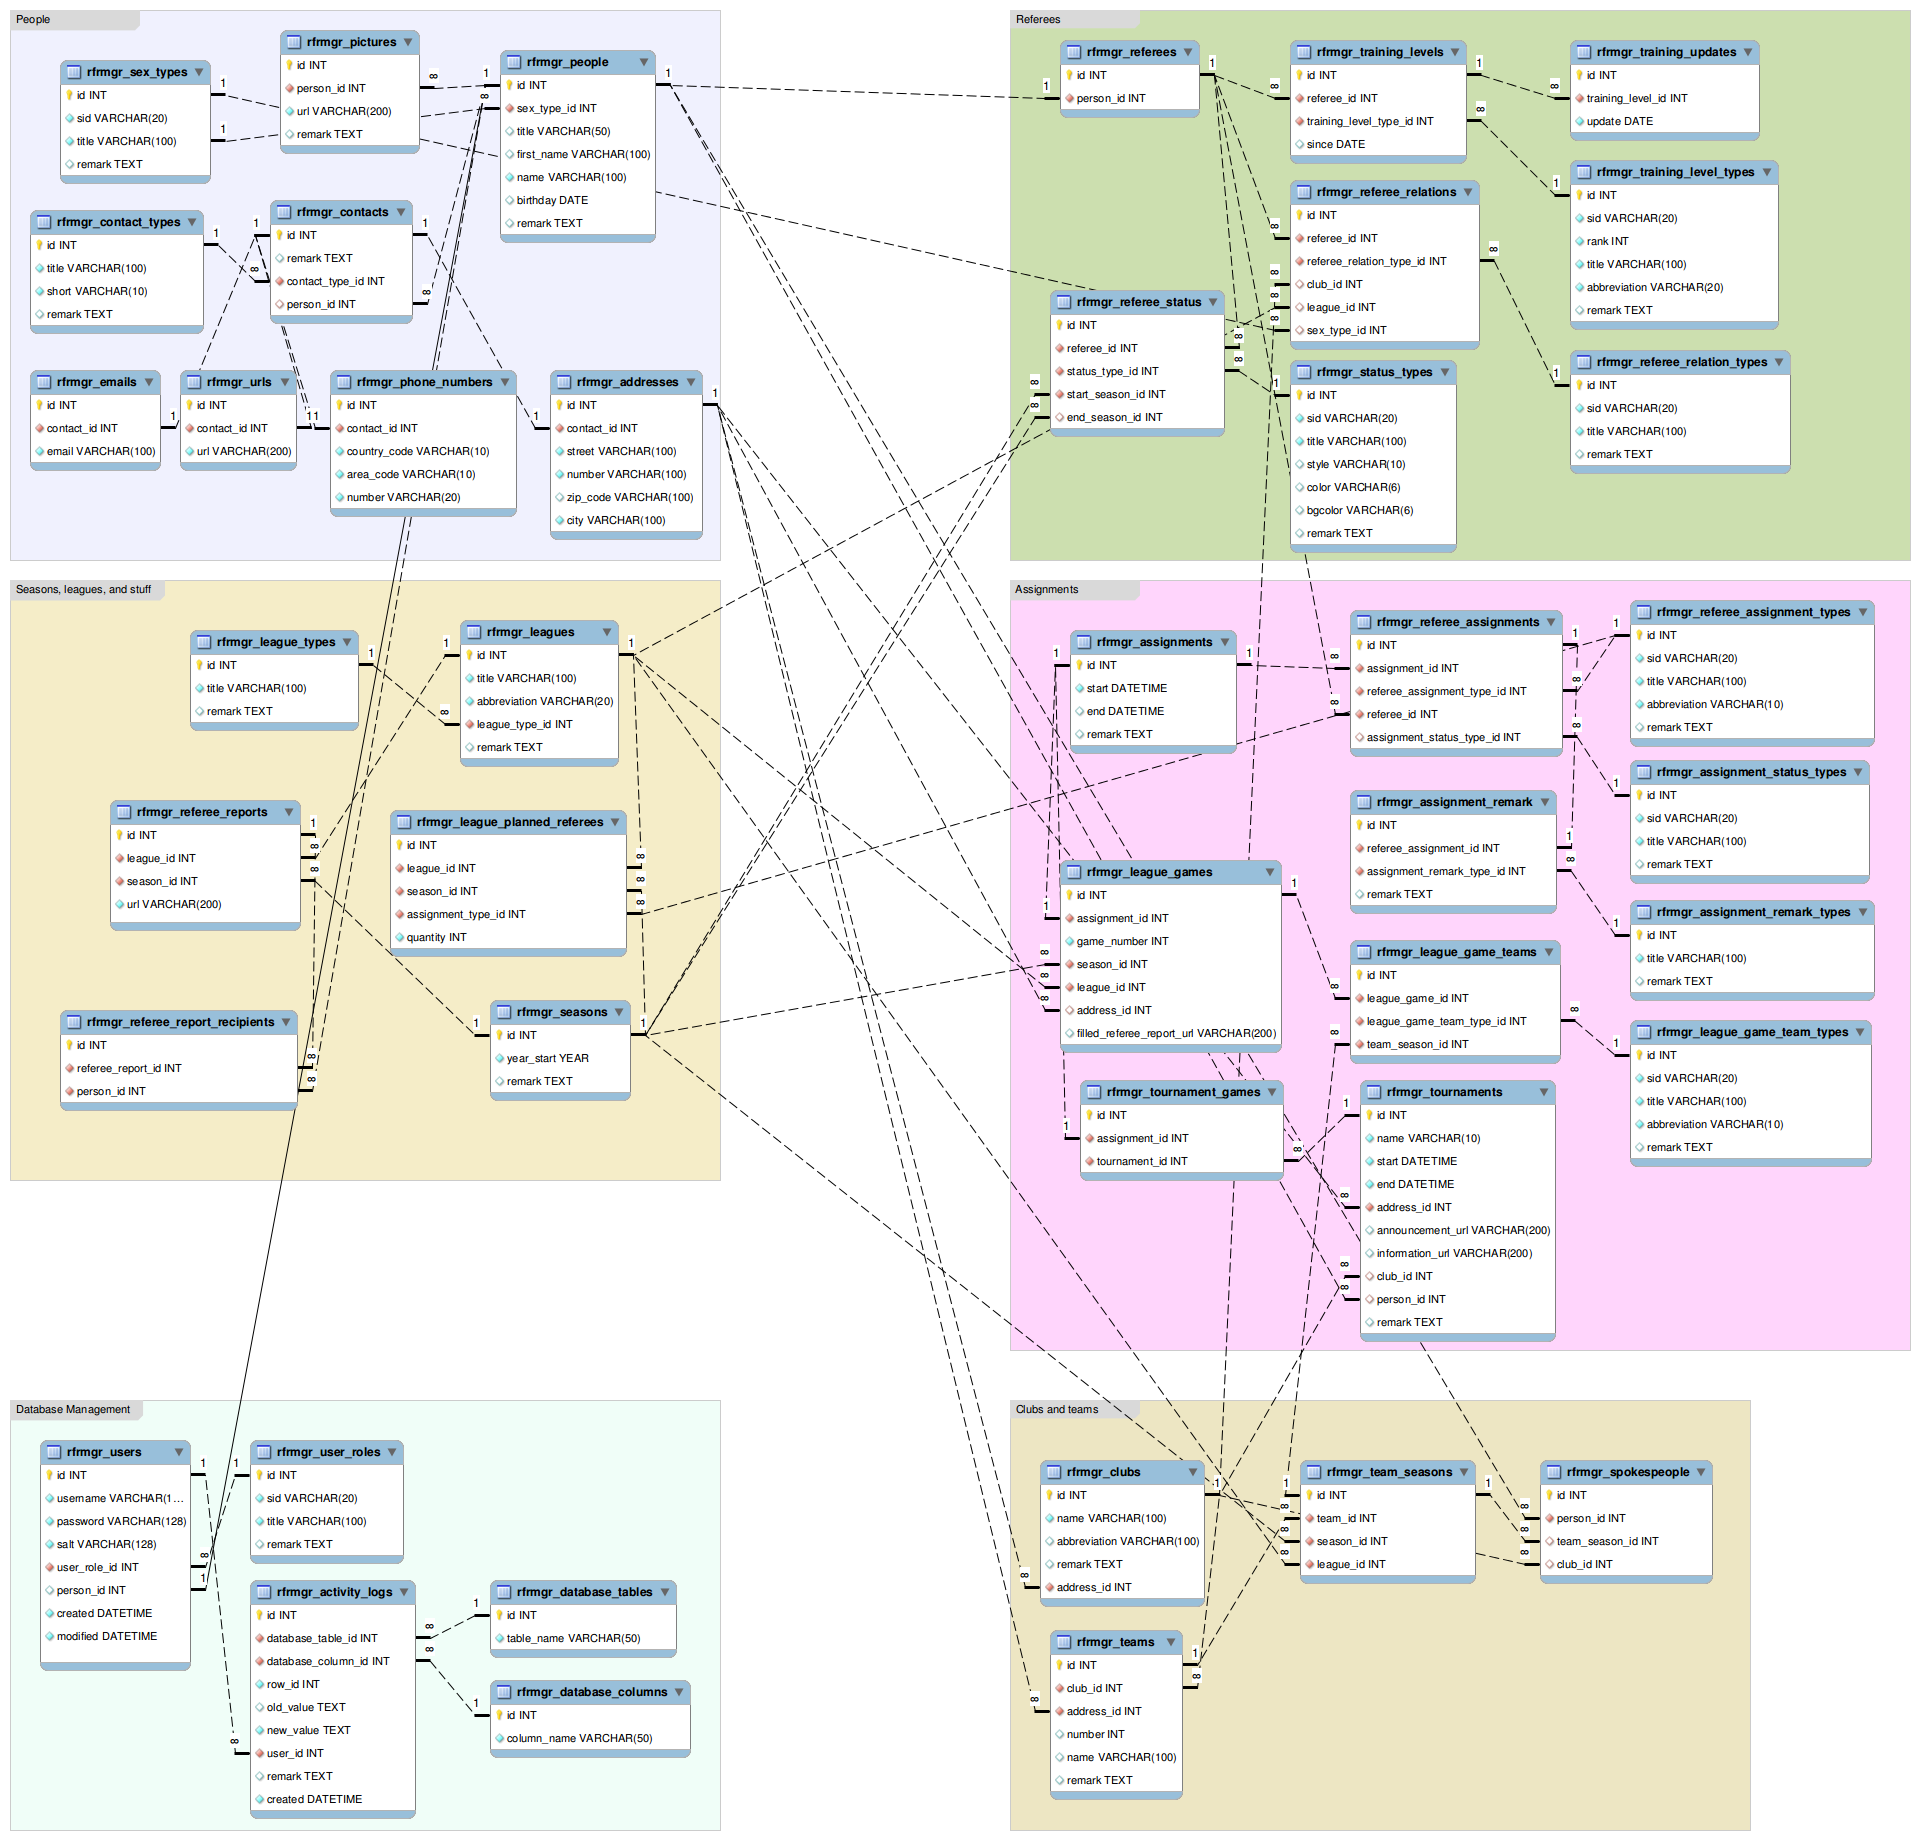 People
rfrmgr_sex_types
id INT
sid VARCHAR(20)
title VARCHAR(100)
remark TEXT
rfrmgr_pictures
id INT
person_id INT
url VARCHAR(200)
remark TEXT
rfrmgr_people
id INT
sex_type_id INT
title VARCHAR(50)
first_name VARCHAR(100)
name VARCHAR(100)
birthday DATE
remark TEXT
rfrmgr_contact_types
id INT
title VARCHAR(100)
short VARCHAR(10)
remark TEXT
rfrmgr_contacts
id INT
remark TEXT
contact_type_id INT
person_id INT
rfrmgr_emails
id INT
contact_id INT
email VARCHAR(100)
rfrmgr_urls
id INT
contact_id INT
url VARCHAR(200)
rfrmgr_phone_numbers
id INT
contact_id INT
country_code VARCHAR(10)
area_code VARCHAR(10)
number VARCHAR(20)
rfrmgr_addresses
id INT
contact_id INT
street VARCHAR(100)
number VARCHAR(100)
zip_code VARCHAR(100)
city VARCHAR(100)
Referees
rfrmgr_referees
id INT
person_id INT
rfrmgr_training_levels
id INT
referee_id INT
training_level_type_id INT
since DATE
rfrmgr_training_updates
id INT
training_level_id INT
update DATE
rfrmgr_training_level_types
id INT
sid VARCHAR(20)
rank INT
title VARCHAR(100)
abbreviation VARCHAR(20)
remark TEXT
rfrmgr_referee_relations
id INT
referee_id INT
referee_relation_type_id INT
club_id INT
league_id INT
sex_type_id INT
rfrmgr_referee_status
id INT
referee_id INT
status_type_id INT
start_season_id INT
end_season_id INT
rfrmgr_status_types
id INT
sid VARCHAR(20)
title VARCHAR(100)
style VARCHAR(10)
color VARCHAR(6)
bgcolor VARCHAR(6)
remark TEXT
rfrmgr_referee_relation_types
id INT
sid VARCHAR(20)
title VARCHAR(100)
remark TEXT
Seasons, leagues, and stuff
rfrmgr_league_types
id INT
title VARCHAR(100)
remark TEXT
rfrmgr_leagues
id INT
title VARCHAR(100)
abbreviation VARCHAR(20)
league_type_id INT
remark TEXT
rfrmgr_referee_reports
id INT
league_id INT
season_id INT
url VARCHAR(200)
rfrmgr_league_planned_referees
id INT
league_id INT
season_id INT
assignment_type_id INT
quantity INT
rfrmgr_referee_report_recipients
id INT
referee_report_id INT
person_id INT
rfrmgr_seasons
id INT
year_start YEAR
remark TEXT
Assignments
rfrmgr_assignments
id INT
start DATETIME
end DATETIME
remark TEXT
rfrmgr_referee_assignments
id INT
assignment_id INT
referee_assignment_type_id INT
referee_id INT
assignment_status_type_id INT
rfrmgr_referee_assignment_types
id INT
sid VARCHAR(20)
title VARCHAR(100)
abbreviation VARCHAR(10)
remark TEXT
rfrmgr_assignment_status_types
id INT
sid VARCHAR(20)
title VARCHAR(100)
remark TEXT
rfrmgr_assignment_remark
id INT
referee_assignment_id INT
assignment_remark_type_id INT
remark TEXT
rfrmgr_assignment_remark_types
id INT
title VARCHAR(100)
remark TEXT
rfrmgr_league_games
id INT
assignment_id INT
game_number INT
season_id INT
league_id INT
address_id INT
filled_referee_report_url VARCHAR(200)
rfrmgr_league_game_teams
id INT
league_game_id INT
league_game_team_type_id INT
team_season_id INT
rfrmgr_league_game_team_types
id INT
sid VARCHAR(20)
title VARCHAR(100)
abbreviation VARCHAR(10)
remark TEXT
rfrmgr_tournament_games
id INT
assignment_id INT
tournament_id INT
rfrmgr_tournaments
id INT
name VARCHAR(10)
start DATETIME
end DATETIME
address_id INT
announcement_url VARCHAR(200)
information_url VARCHAR(200)
club_id INT
person_id INT
remark TEXT
Database Management
rfrmgr_users
id INT
username VARCHAR(1...
password VARCHAR(128)
salt VARCHAR(128)
user_role_id INT
person_id INT
created DATETIME
modified DATETIME
rfrmgr_user_roles
id INT
sid VARCHAR(20)
title VARCHAR(100)
remark TEXT
rfrmgr_activity_logs
id INT
database_table_id INT
database_column_id INT
row_id INT
old_value TEXT
new_value TEXT
user_id INT
remark TEXT
created DATETIME
rfrmgr_database_tables
id INT
table_name VARCHAR(50)
rfrmgr_database_columns
id INT
column_name VARCHAR(50)
Clubs and teams
rfrmgr_clubs
id INT
name VARCHAR(100)
abbreviation VARCHAR(100)
remark TEXT
address_id INT
rfrmgr_team_seasons
id INT
team_id INT
season_id INT
league_id INT
rfrmgr_spokespeople
id INT
person_id INT
team_season_id INT
club_id INT
rfrmgr_teams
id INT
club_id INT
address_id INT
number INT
name VARCHAR(100)
remark TEXT